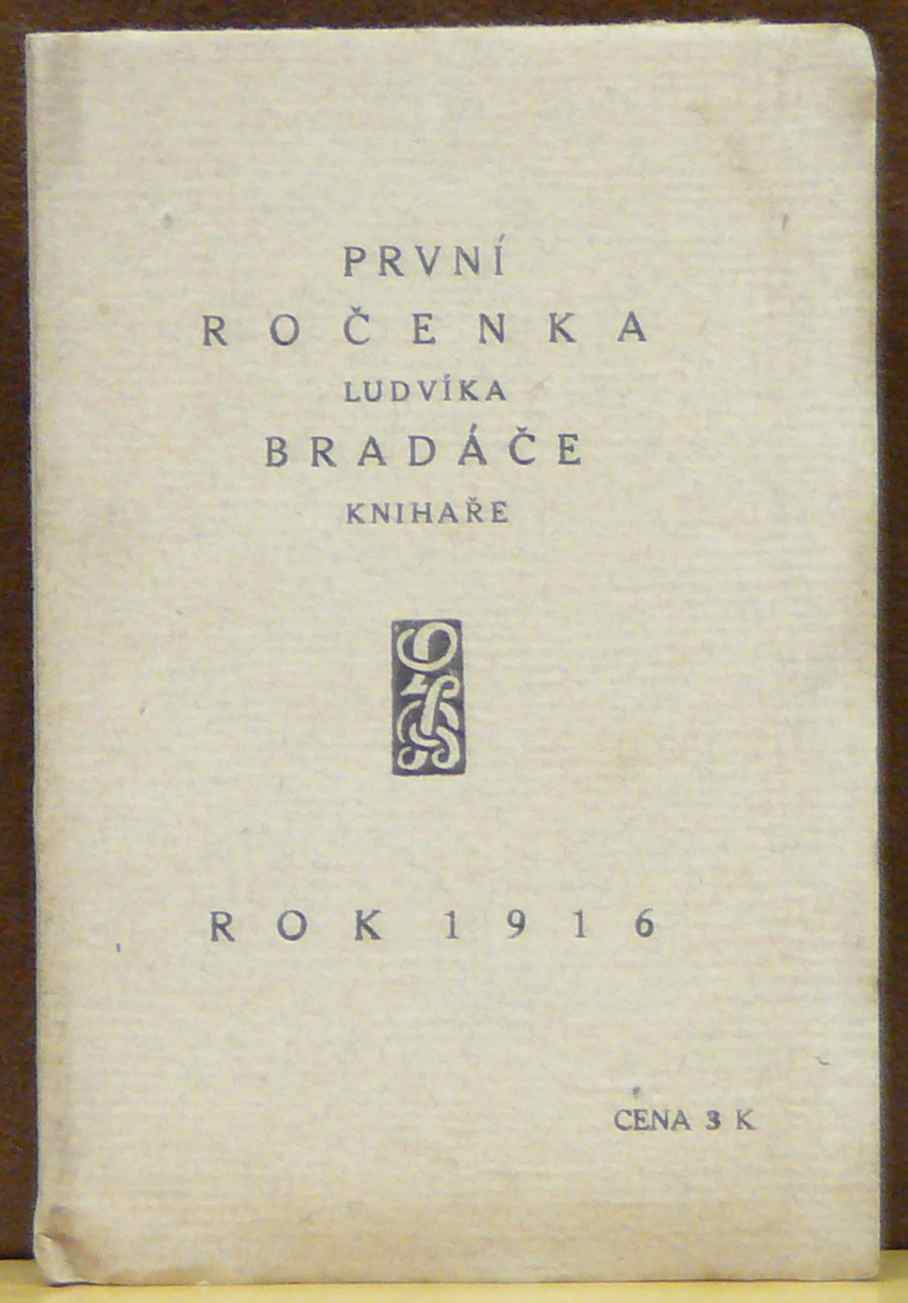 PRVNÍ
ROČENKA
LUDVÍKA
BRADÁČE
KNIHAŘE
ROK 1916
CENA 3 K